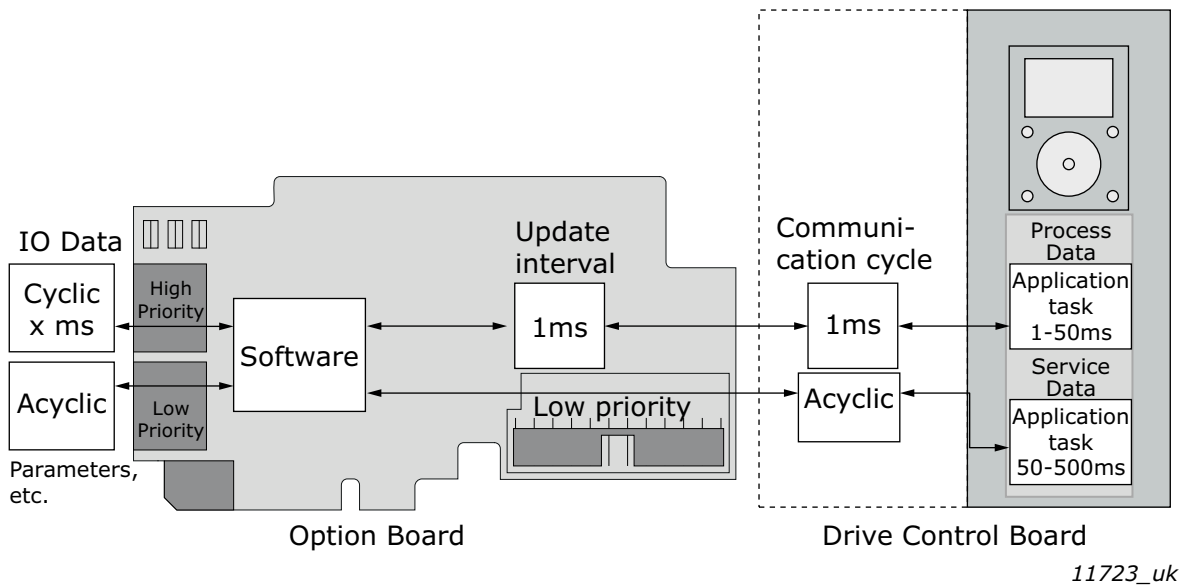 IO Data
Cyclic
x ms
High
Priority
Acyclic
Low
Priority
Parameters,
etc.
Software
Update
interval
1ms
Low priority
Option Board
Communi-
cation cycle
1ms
Acyclic
Process
Data
Application
task
1-50ms
Service
Data
Application
task
50-500ms
Drive Control Board
11723_uk